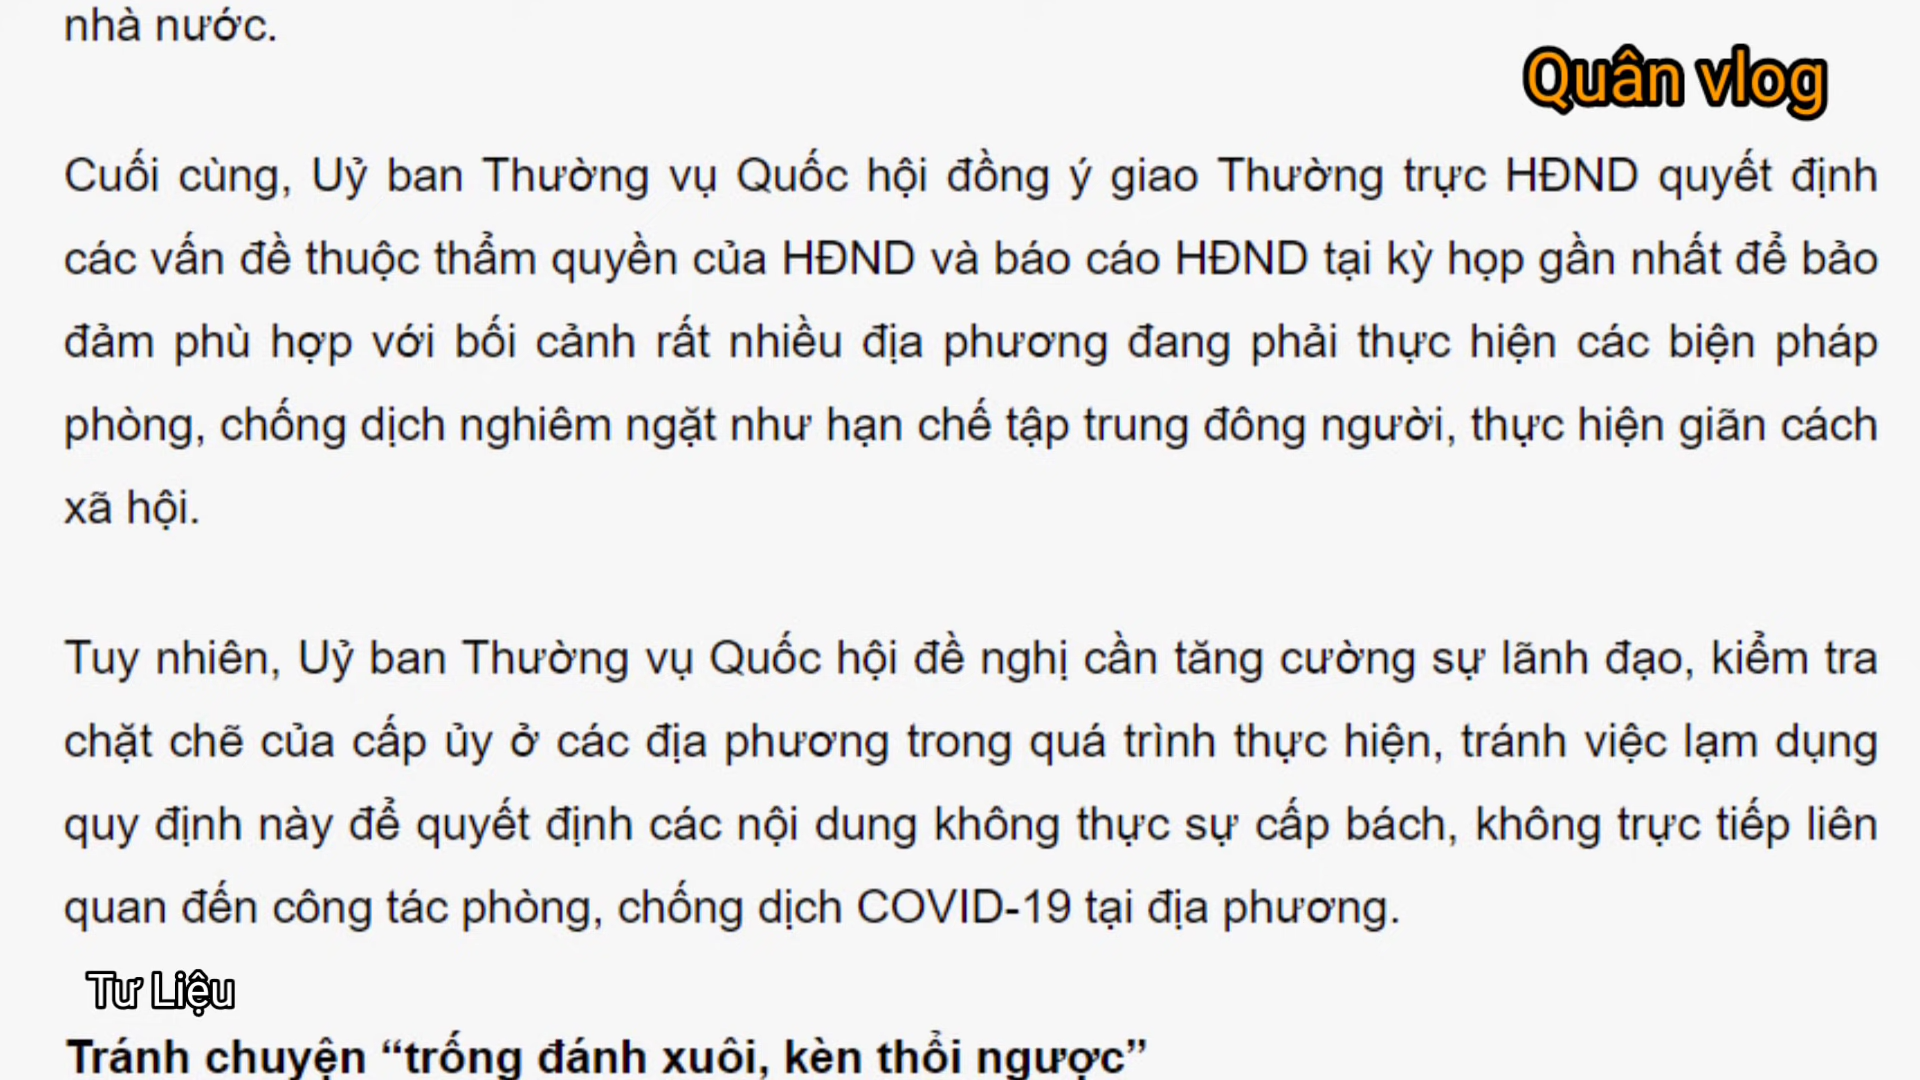 nhà nước.
Quân vlog
Cuối cùng, Uỷ ban Thường vụ Quốc hội đồng ý giao Thường trực HĐND quyết định
các vấn đề thuộc thẩm quyền của HĐND và báo cáo HĐND tại kỳ họp gần nhất để bảo
đảm phù hợp với bối cảnh rất nhiều địa phương đang phải thực hiện các biện pháp
phòng, chống dịch nghiêm ngặt như hạn chế tập trung đông người, thực hiện giãn cách
xã hội.
Tuy nhiên, Uỷ ban Thường vụ Quốc hội đề nghị cần tăng cường sự lãnh đạo, kiểm tra
chặt chẽ của cấp ủy ở các địa phương trong quá trình thực hiện, tránh việc lạm dụng
quy định này để quyết định các nội dung không thực sự cấp bách, không trực tiếp liên
quan đến công tác phòng, chống dịch COVID-19 tại địa phương.
Tư Liệu
Tránh chuyện “trống đánh xuôi, kèn thổi ngược”